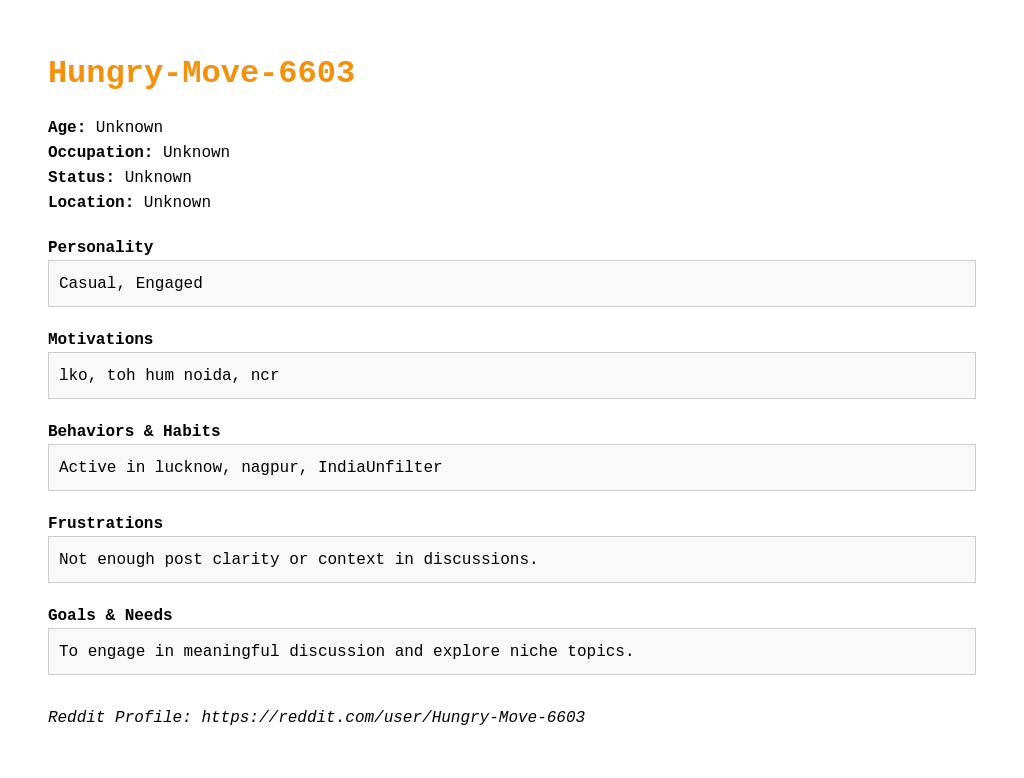 Hungry-Move-6603
Age: Unknown
Occupation: Unknown
Status: Unknown
Location: Unknown
Personality
Casual, Engaged
Motivations
lko, toh hum noida, ncr
Behaviors & Habits
Active in lucknow, nagpur, IndiaUnfilter
Frustrations
Not enough post clarity or context in discussions.
Goals & Needs
To engage in meaningful discussion and explore niche topics.
Reddit Profile: https://reddit.com/user/Hungry-Move-6603